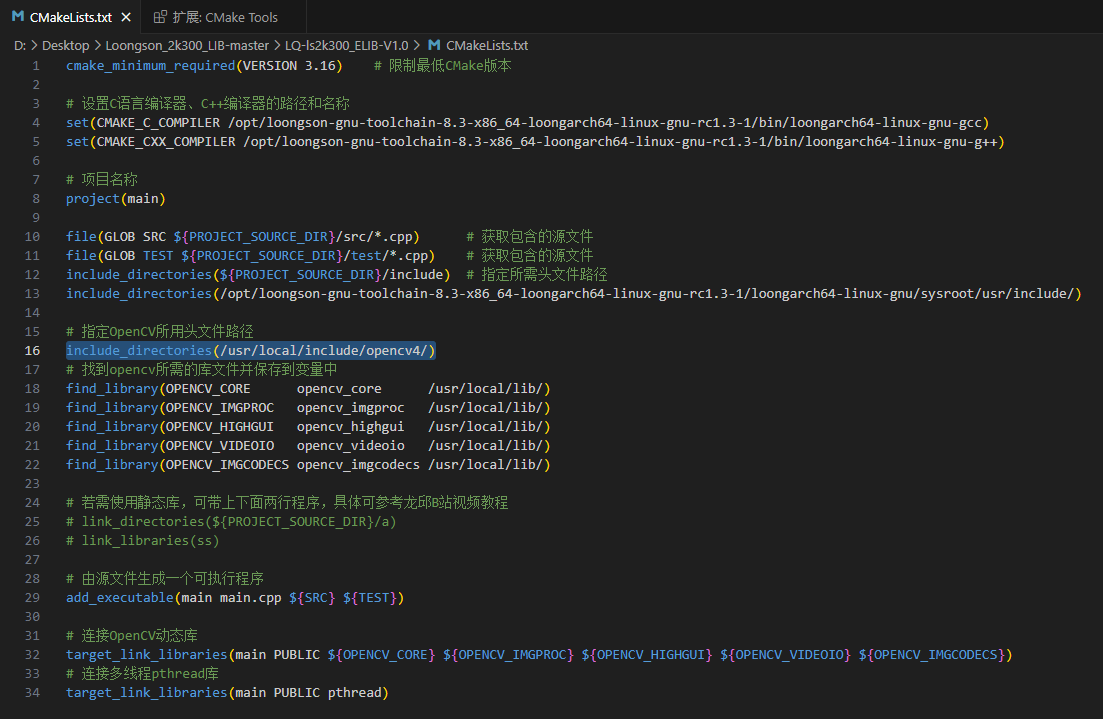 CMakeLists.txt × 扩展: CMake Tools
D: > Desktop > Loongson_2k300_LIB-master > LQ-ls2k300_ELIB-V1.0 > CMakeLists.txt
1 cmake_minimum_required(VERSION 3.16) # 限制最低CMake版本
2
3 # 设置C语言编译器、C++编译器的路径和名称
4 set(CMAKE_C_COMPILER /opt/loongson-gnu-toolchain-8.3-x86_64-loongarch64-linux-gnu-rc1.3-1/bin/loongarch64-linux-gnu-gcc)
5 set(CMAKE_CXX_COMPILER /opt/loongson-gnu-toolchain-8.3-x86_64-loongarch64-linux-gnu-rc1.3-1/bin/loongarch64-linux-gnu-g++)
6
7 # 项目名称
8 project(main)
9
10 file(GLOB SRC ${PROJECT_SOURCE_DIR}/src/*.cpp) # 获取包含的源文件
11 file(GLOB TEST ${PROJECT_SOURCE_DIR}/test/*.cpp) # 获取包含的源文件
12 include_directories(${PROJECT_SOURCE_DIR}/include) # 指定所需头文件路径
13 include_directories(/opt/loongson-gnu-toolchain-8.3-x86_64-loongarch64-linux-gnu-rc1.3-1/loongarch64-linux-gnu/sysroot/usr/include/)
14
15 # 指定OpenCV所用头文件路径
16 include_directories(/usr/local/include/opencv4/)
17 # 找到opencv所需的库文件并保存到变量中
18 find_library(OPENCV_CORE opencv_core /usr/local/lib/)
19 find_library(OPENCV_IMGPROC opencv_imgproc /usr/local/lib/)
20 find_library(OPENCV_HIGHGUI opencv_highgui /usr/local/lib/)
21 find_library(OPENCV_VIDEOIO opencv_videoio /usr/local/lib/)
22 find_library(OPENCV_IMGCODECS opencv_imgcodecs /usr/local/lib/)
23
24 # 若需使用静态库，可带上下面两行程序，具体可参考龙邱B站视频教程
25 # link_directories(${PROJECT_SOURCE_DIR}/a)
26 # link_libraries(ss)
27
28 # 由源文件生成一个可执行程序
29 add_executable(main main.cpp ${SRC} ${TEST})
30
31 # 连接OpenCV动态库
32 target_link_libraries(main PUBLIC ${OPENCV_CORE} ${OPENCV_IMGPROC} ${OPENCV_HIGHGUI} ${OPENCV_VIDEOIO} ${OPENCV_IMGCODECS})
33 # 连接多线程pthread库
34 target_link_libraries(main PUBLIC pthread)